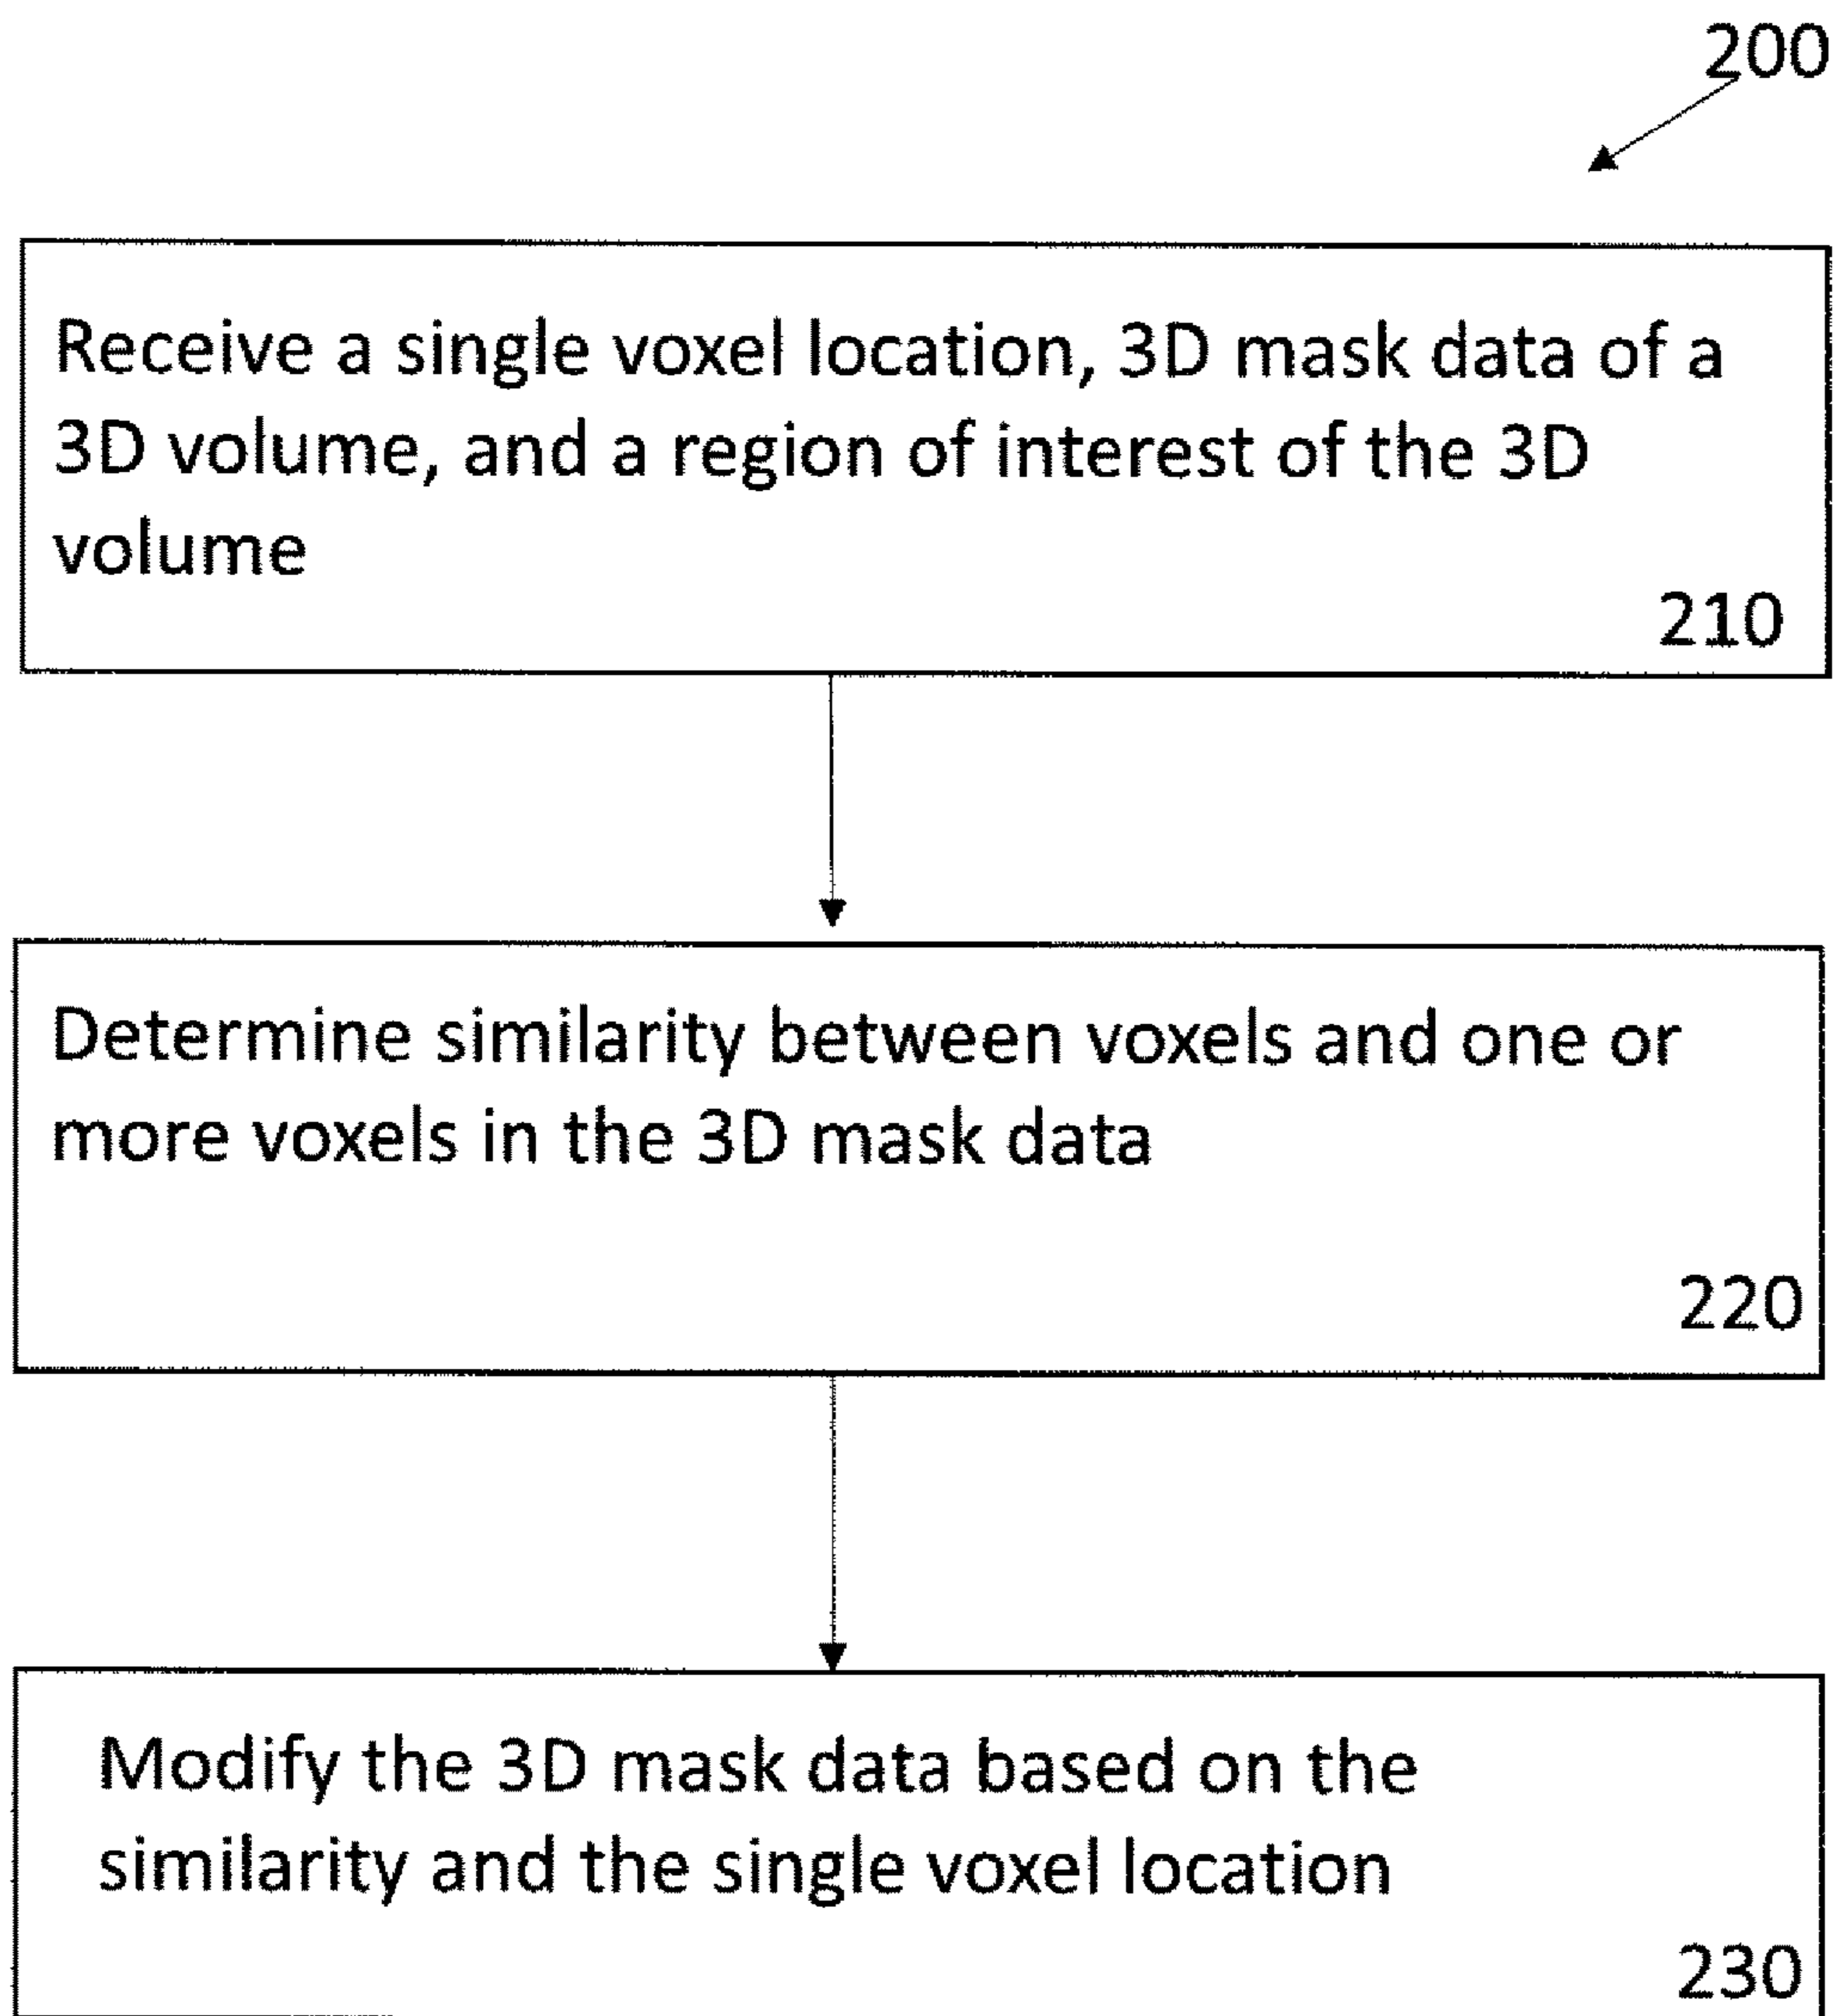 200
Receive a single voxel location, 3D mask data of a
3D volume, and a region of interest of the 3D
volume
210
Determine similarity between voxels and one or
more voxels in the 3D mask data
220
Modify the 3D mask data based on the
similarity and the single voxel location
230